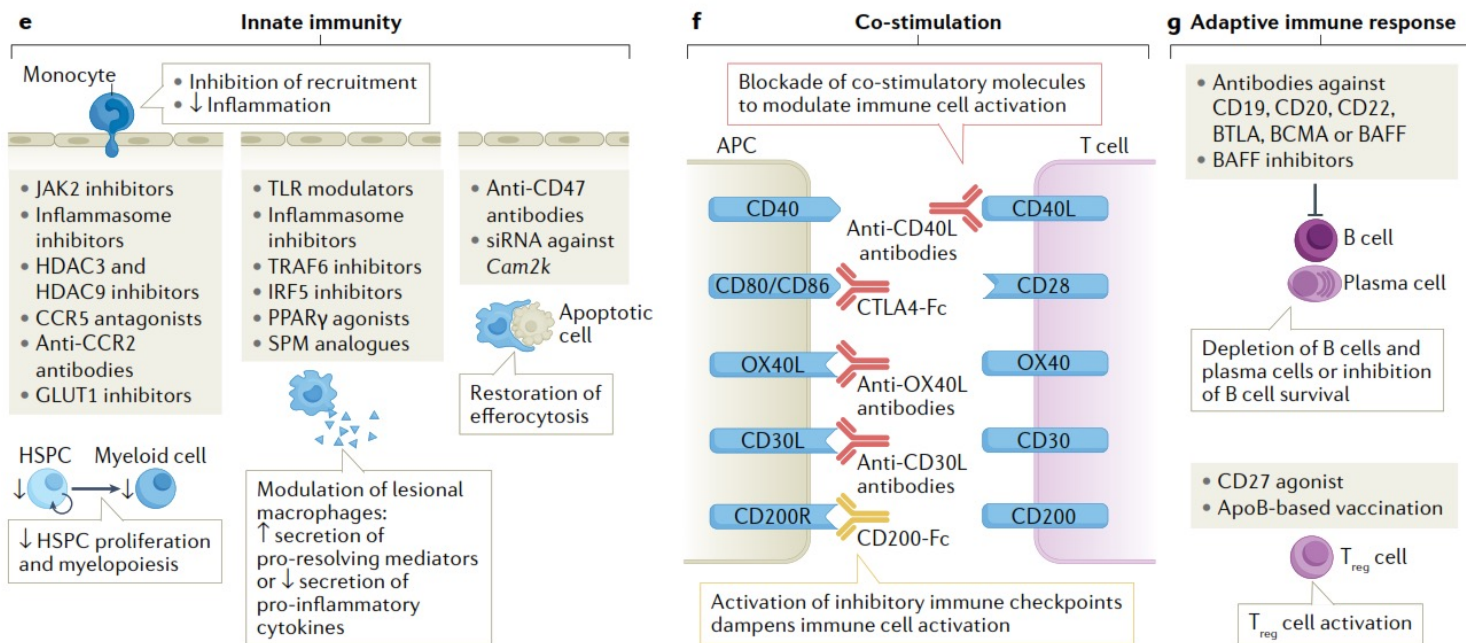 e Innate immunity
Monocyte
• Inhibition of recruitment
• ↓ Inflammation
• JAK2 inhibitors
• Inflammasome
inhibitors
• HDAC3 and
HDAC9 inhibitors
• CCR5 antagonists
• Anti-CCR2
antibodies
• GLUT1 inhibitors
• TLR modulators
• Inflammasome
inhibitors
• TRAF6 inhibitors
• IRF5 inhibitors
• PPARγ agonists
• SPM analogues
• Anti-CD47
antibodies
• siRNA against
Cam2k
Apoptotic
cell
Restoration of
efferocytosis
HSPC
Myeloid cell
↓
↓
↓ HSPC proliferation
and myelopoiesis
Modulation of lesional
macrophages:
↑ secretion of
pro-resolving mediators
or ↓ secretion of
pro-inflammatory
cytokines
f Co-stimulation
Blockade of co-stimulatory molecules
to modulate immune cell activation
APC
T cell
CD40
CD40L
Anti-CD40L
antibodies
CD80/CD86
CD28
CTLA4-Fc
OX40L
OX40
Anti-OX40L
antibodies
CD30L
CD30
Anti-CD30L
antibodies
CD200R
CD200
CD200-Fc
Activation of inhibitory immune checkpoints
dampens immune cell activation
g Adaptive immune response
• Antibodies against
CD19, CD20, CD22,
BTLA, BCMA or BAFF
• BAFF inhibitors
B cell
Plasma cell
Depletion of B cells and
plasma cells or inhibition
of B cell survival
• CD27 agonist
• ApoB-based vaccination
Treg cell
Treg cell activation